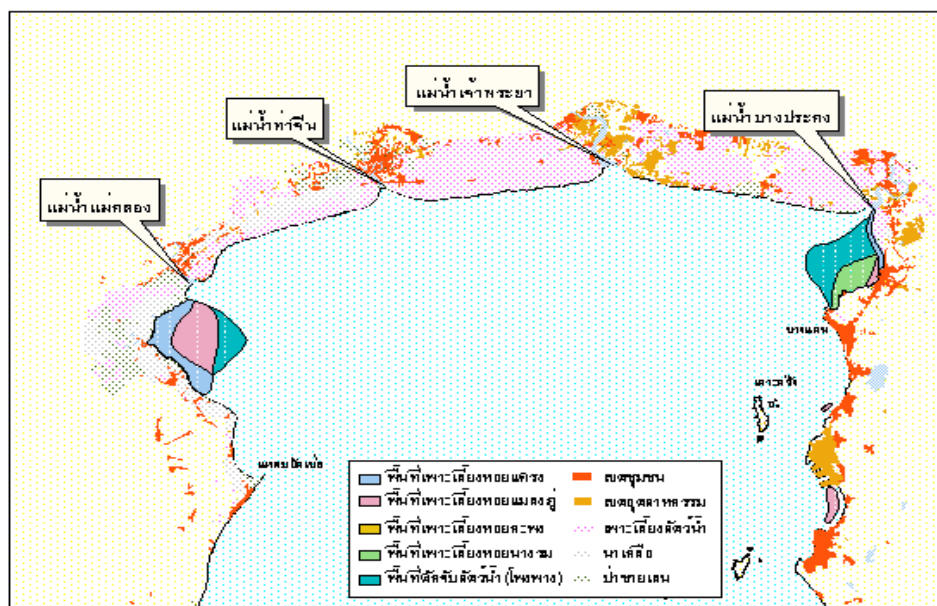 แม่น้ำเจ้าพระยา
แม่น้ำท่าจีน
แม่น้ำบางประกง
แม่น้ำแม่กลอง
บางแสน
เกาะสีชัง
แหลมผักเบี้ย
พื้นที่เพาะเลี้ยงหอยแครง
พื้นที่เพาะเลี้ยงหอยแมลงภู่
พื้นที่เพาะเลี้ยงหอยกะพง
พื้นที่เพาะเลี้ยงหอยนางรม
พื้นที่ดักจับสัตว์น้ำ (โพงพาง)
เขตชุมชน
เขตอุตสาหกรรม
เพาะเลี้ยงสัตว์น้ำ
นาเกลือ
ป่าชายเลน